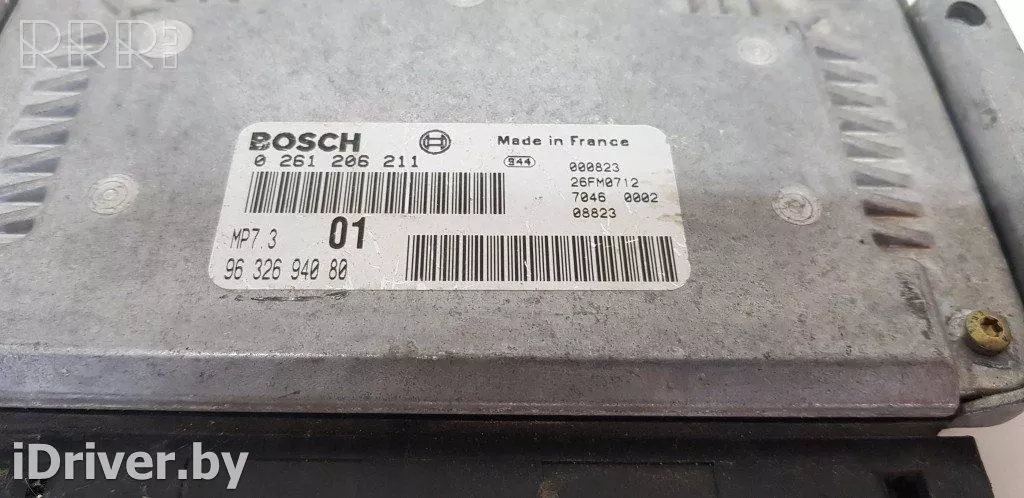 RRR
BOSCH
Made in France
0 261 206 211
944
000823
26FM0712
7046 0002
08823
MP7.3
01
96 326 940 80
iDriver.by